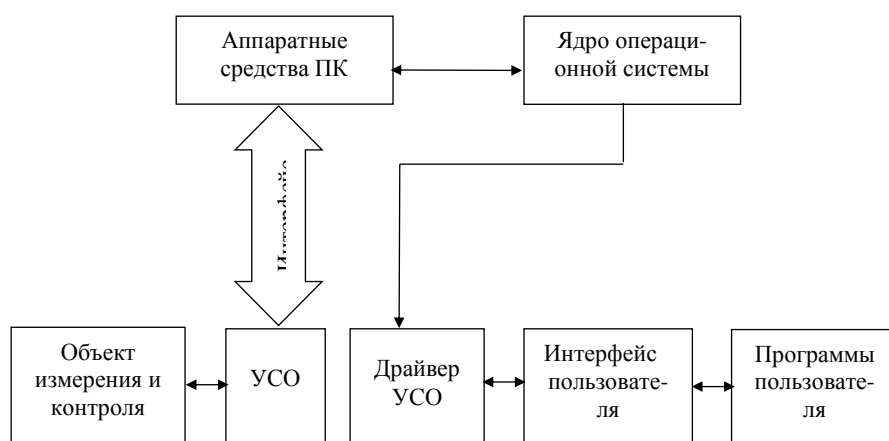 Аппаратные
средства ПК
Ядро операци-
онной системы
Интерфейс
Объект
измерения и
контроля
УСО
Драйвер
УСО
Интерфейс
пользовате-
ля
Программы
пользовате-
ля